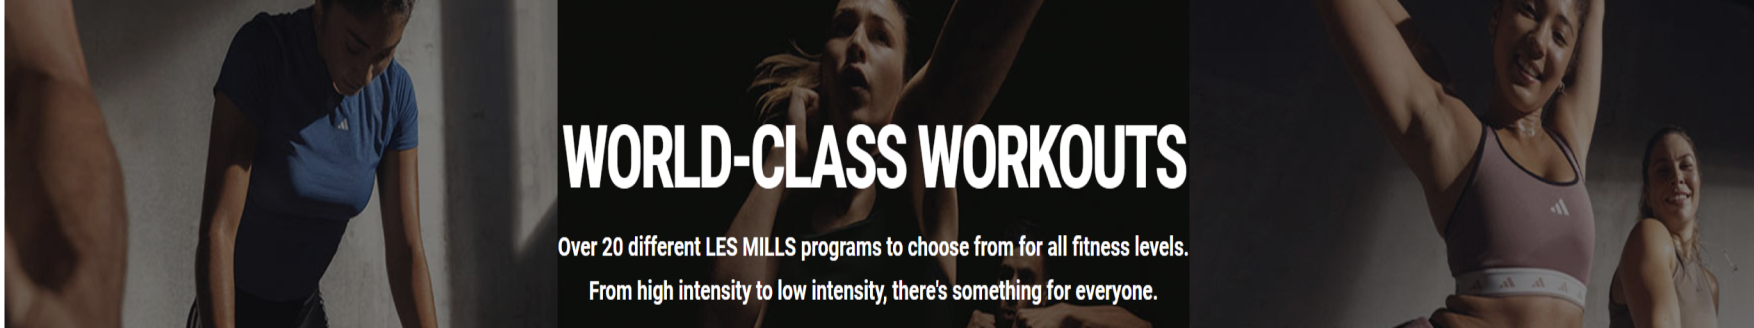 WORLD-CLASS WORKOUTS
Over 20 different LES MILLS programs to choose from for all fitness levels.
From high intensity to low intensity, there's something for everyone.